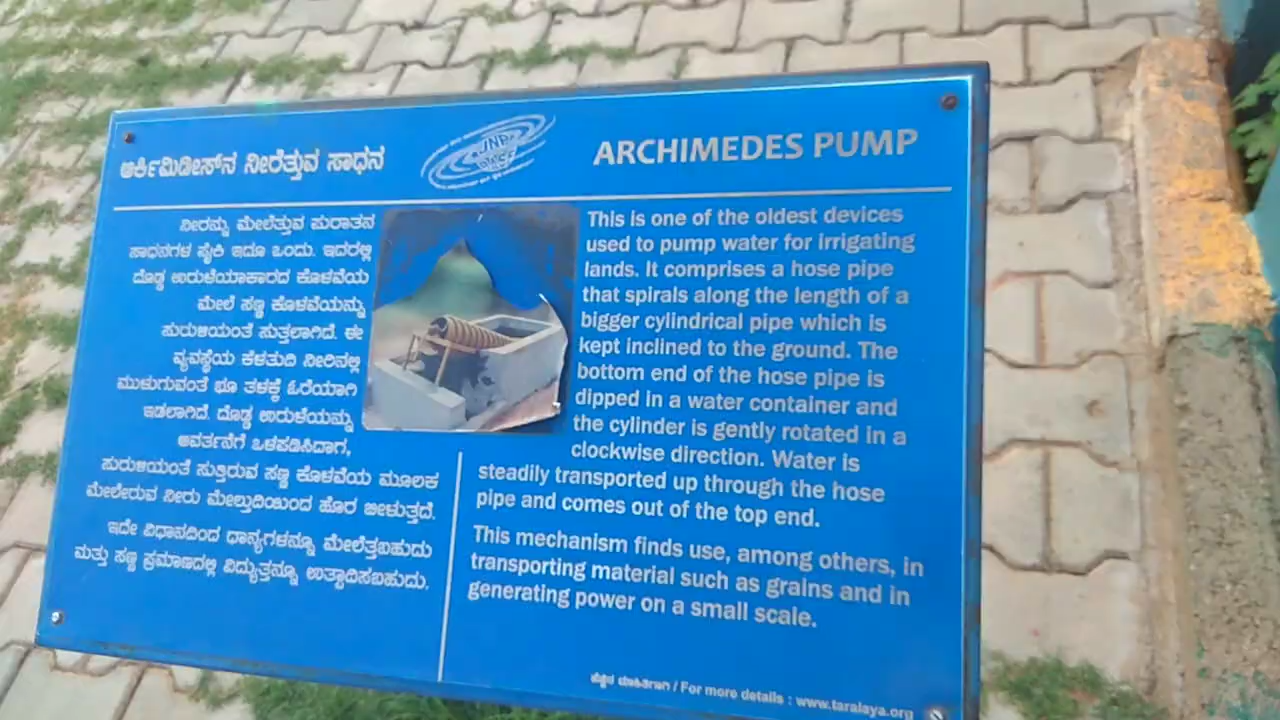 ಆರ್ಕಿಮಿಡೀಸ್‌ನ ನೀರೆತ್ತುವ ಸಾಧನ
JNP
ARCHIMEDES PUMP
ನೀರನ್ನು ಮೇಲೆತ್ತುವ ಪುರಾತನ
ಸಾಧನಗಳ ಪೈಕಿ ಇದೂ ಒಂದು. ಇದರಲ್ಲಿ
ದೊಡ್ಡ ಉರುಳೆಯಾಕಾರದ ಕೊಳವೆಯ
ಮೇಲೆ ಸಣ್ಣ ಕೊಳವೆಯನ್ನು
ಸುರುಳಿಯಂತೆ ಸುತ್ತಲಾಗಿದೆ. ಈ
ವ್ಯವಸ್ಥೆಯ ಕೆಳತುದಿ ನೀರಿನಲ್ಲಿ
ಮುಳುಗುವಂತೆ ಭೂ ತಳಕ್ಕೆ ಓರೆಯಾಗಿ
ಇಡಲಾಗಿದೆ. ದೊಡ್ಡ ಉರುಳೆಯನ್ನು
ಆವರ್ತನೆಗೆ ಒಳಪಡಿಸಿದಾಗ,
ಸುರುಳಿಯಂತೆ ಸುತ್ತಿರುವ ಸಣ್ಣ ಕೊಳವೆಯ ಮೂಲಕ
ಮೇಲೇರುವ ನೀರು ಮೇಲ್ತುದಿಯಿಂದ ಹೊರ ಬೀಳುತ್ತದೆ.
ಇದೇ ವಿಧಾನದಿಂದ ಧಾನ್ಯಗಳನ್ನೂ ಮೇಲೆತ್ತಬಹುದು
ಮತ್ತು ಸಣ್ಣ ಪ್ರಮಾಣದಲ್ಲಿ ವಿದ್ಯುತ್ತನ್ನೂ ಉತ್ಪಾದಿಸಬಹುದು.
This is one of the oldest devices
used to pump water for irrigating
lands. It comprises a hose pipe
that spirals along the length of a
bigger cylindrical pipe which is
kept inclined to the ground. The
bottom end of the hose pipe is
dipped in a water container and
the cylinder is gently rotated in a
clockwise direction. Water is
steadily transported up through the hose
pipe and comes out of the top end.
This mechanism finds use, among others, in
transporting material such as grains and in
generating power on a small scale.
ಹೆಚ್ಚಿನ ಮಾಹಿತಿಗಾಗಿ / For more details : www.taralaya.org